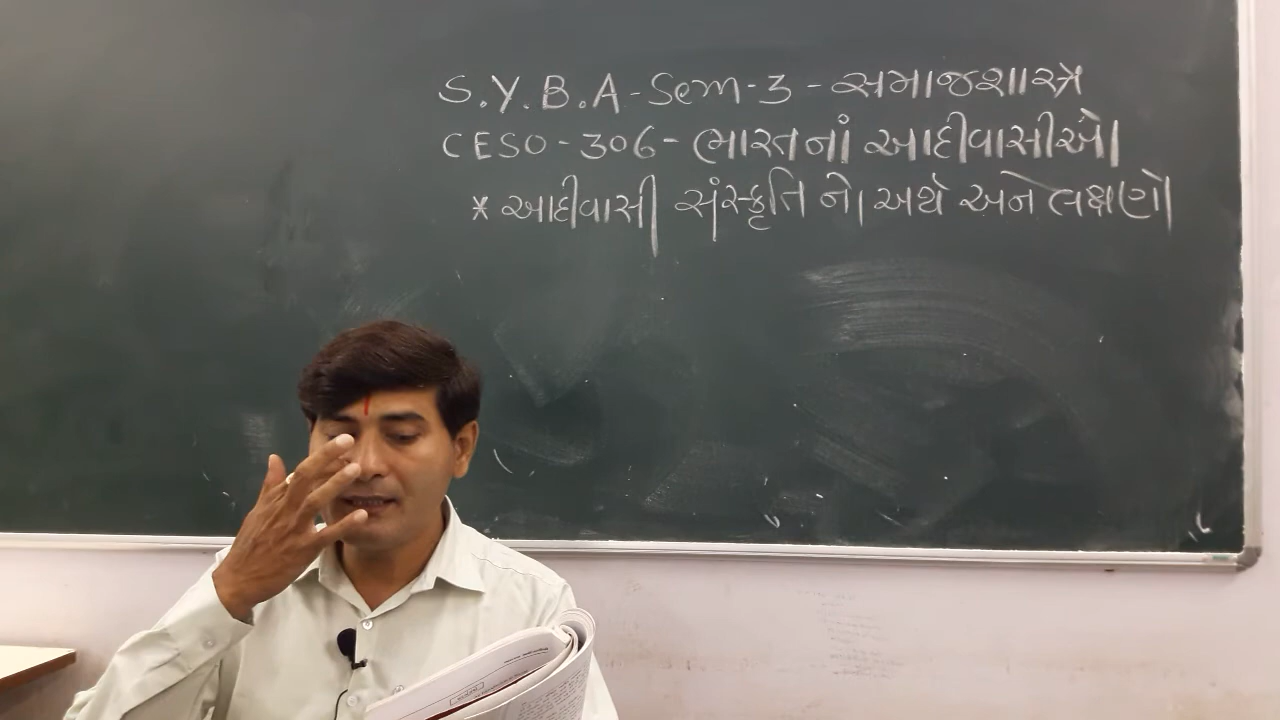 S.Y.B.A - Sem - 3 - સમાજશાસ્ત્ર
CESO - 306 - ભારતનાં આદીવાસીઓ
* આદીવાસી સંસ્કૃતિ નો અર્થ અને લક્ષણો